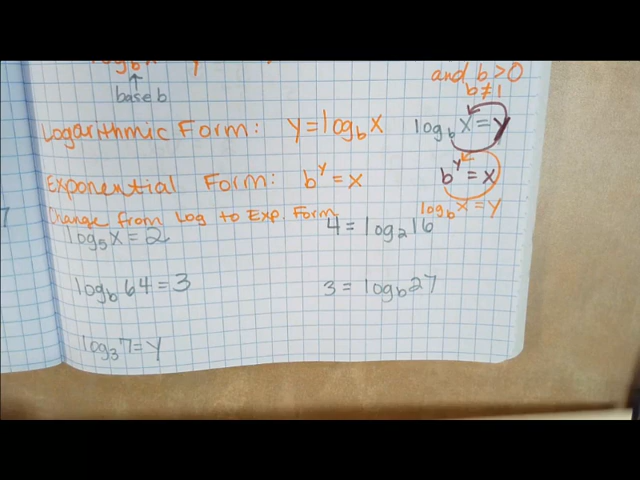 and b > 0
b ≠ 1
base b
Logarithmic Form: y = log_b x
log_b x = y
Exponential Form: b^y = x
b^y = x
log_b x = y
Change from Log to Exp. Form
log_5 x = 2
4 = log_2 16
log_b 64 = 3
3 = log_b 27
log_3 7 = y